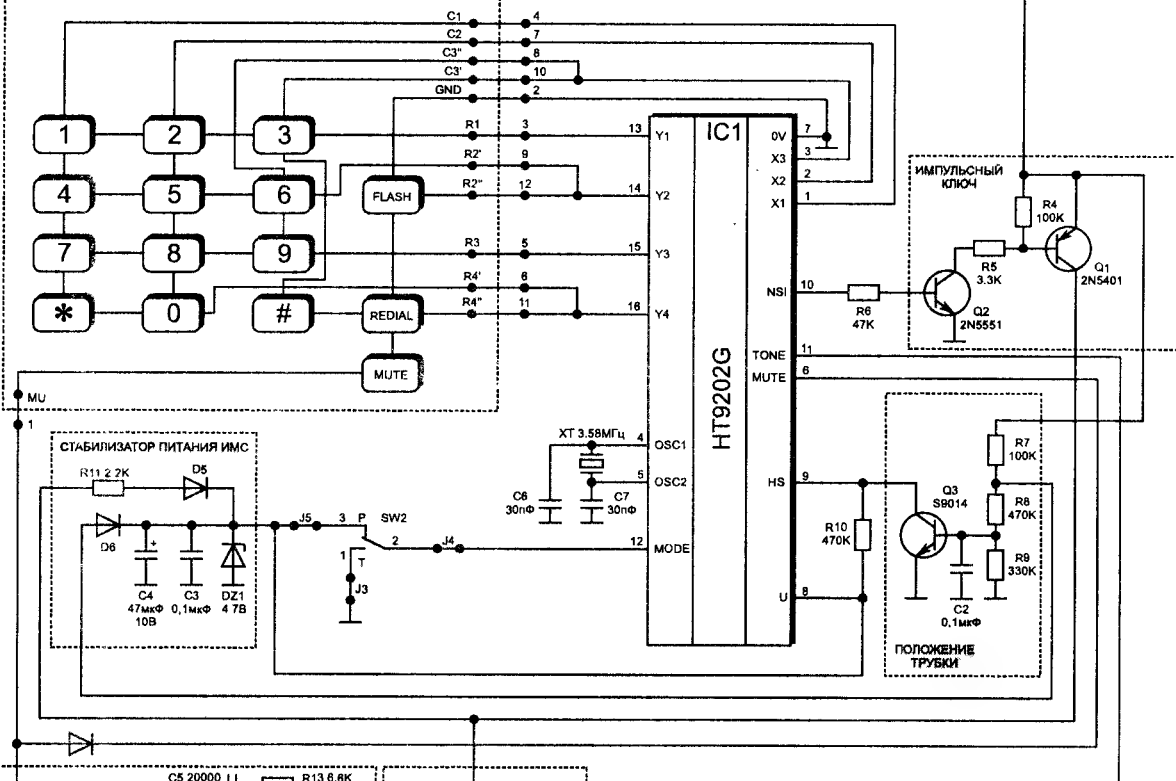 C1 4
C2 7
C3" 8
C3' 10
GND 2
1 2 3 R1 3 13 Y1 IC1 0V 7
X3 3
R2' 9
X2 2
4 5 6 FLASH R2" 12 14 Y2 X1 1
ИМПУЛЬСНЫЙ
КЛЮЧ
R4
100K
7 8 9 R3 5 15 Y3
R5
3.3K
Q1
2N5401
R4' 6
NSI 10
* 0 # REDIAL R4" 11 16 Y4
R6
47K
Q2
2N5551
TONE 11
MUTE MUTE 6
MU
1
HT9202G
СТАБИЛИЗАТОР ПИТАНИЯ ИМС
R11 2.2K D5
XT 3.58МГц
4 OSC1
5 OSC2
C6
30пФ
C7
30пФ
R7
100K
HS 9
Q3
S9014
R8
470K
D6
+
J5 3 P SW2
2 J4 12 MODE
1
T
J3
R10
470K
R9
330K
C4
47мкФ
10В
C3
0,1мкФ
DZ1
4.7В
U 8
C2
0,1мкФ
ПОЛОЖЕНИЕ
ТРУБКИ
C5 20000 R13 6.8K